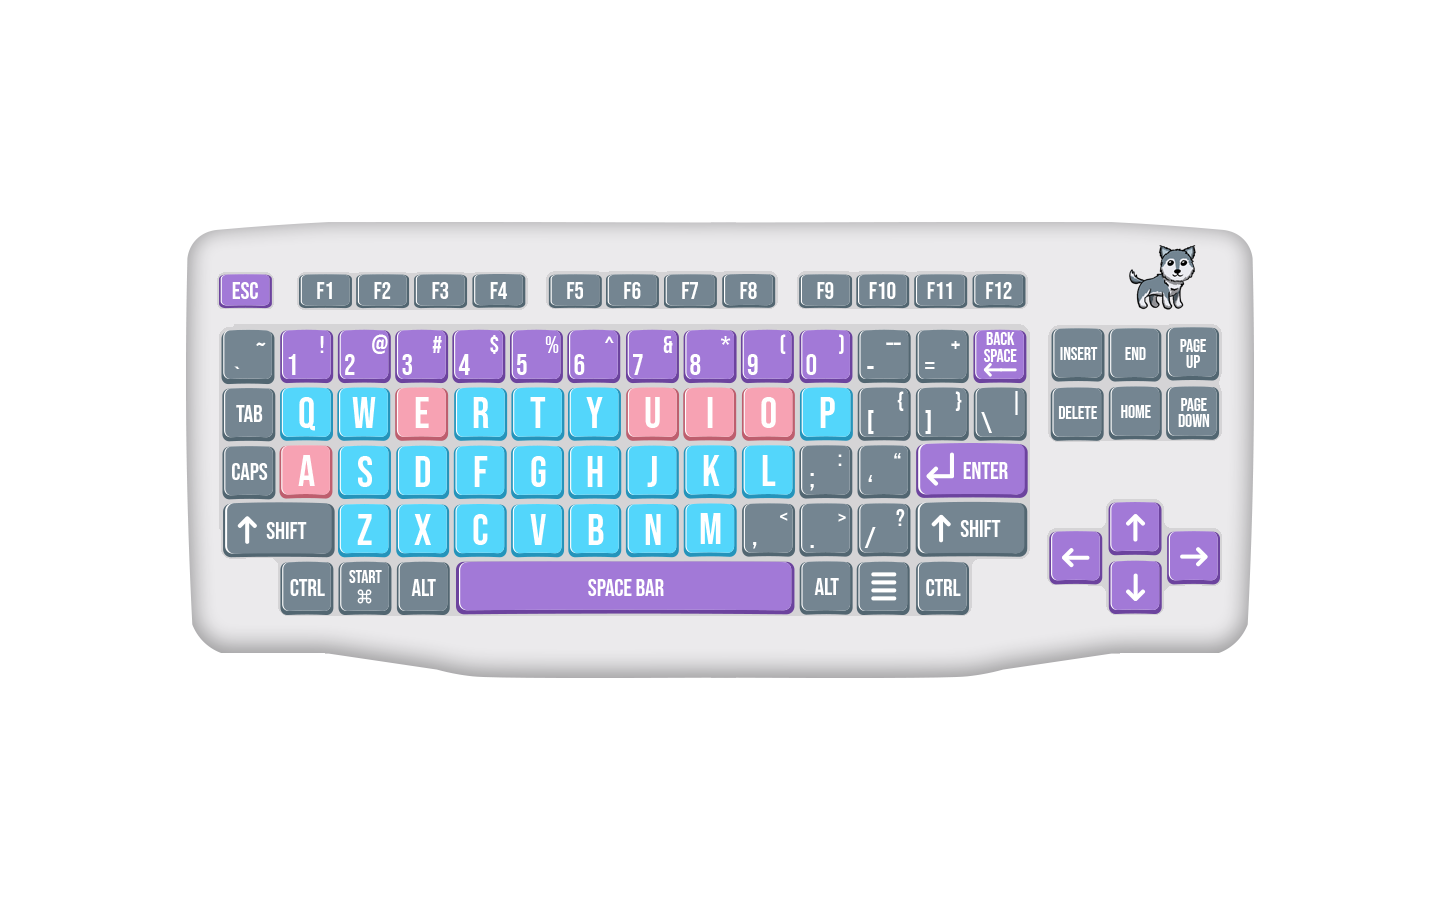 ESC F1 F2 F3 F4 F5 F6 F7 F8 F9 F10 F11 F12
~ ` ! 1 @ 2 # 3 $ 4 % 5 ^ 6 & 7 * 8 ( 9 ) 0 — - + = BACK SPACE ← INSERT END PAGE UP
TAB Q W E R T Y U I O P { [ } ] | \ DELETE HOME PAGE DOWN
CAPS A S D F G H J K L : ; “ ‘ ↵ ENTER
↑ SHIFT Z X C V B N M < , > . ? / ↑ SHIFT ↑
CTRL START ⌘ ALT SPACE BAR ALT CTRL ← ↓ →